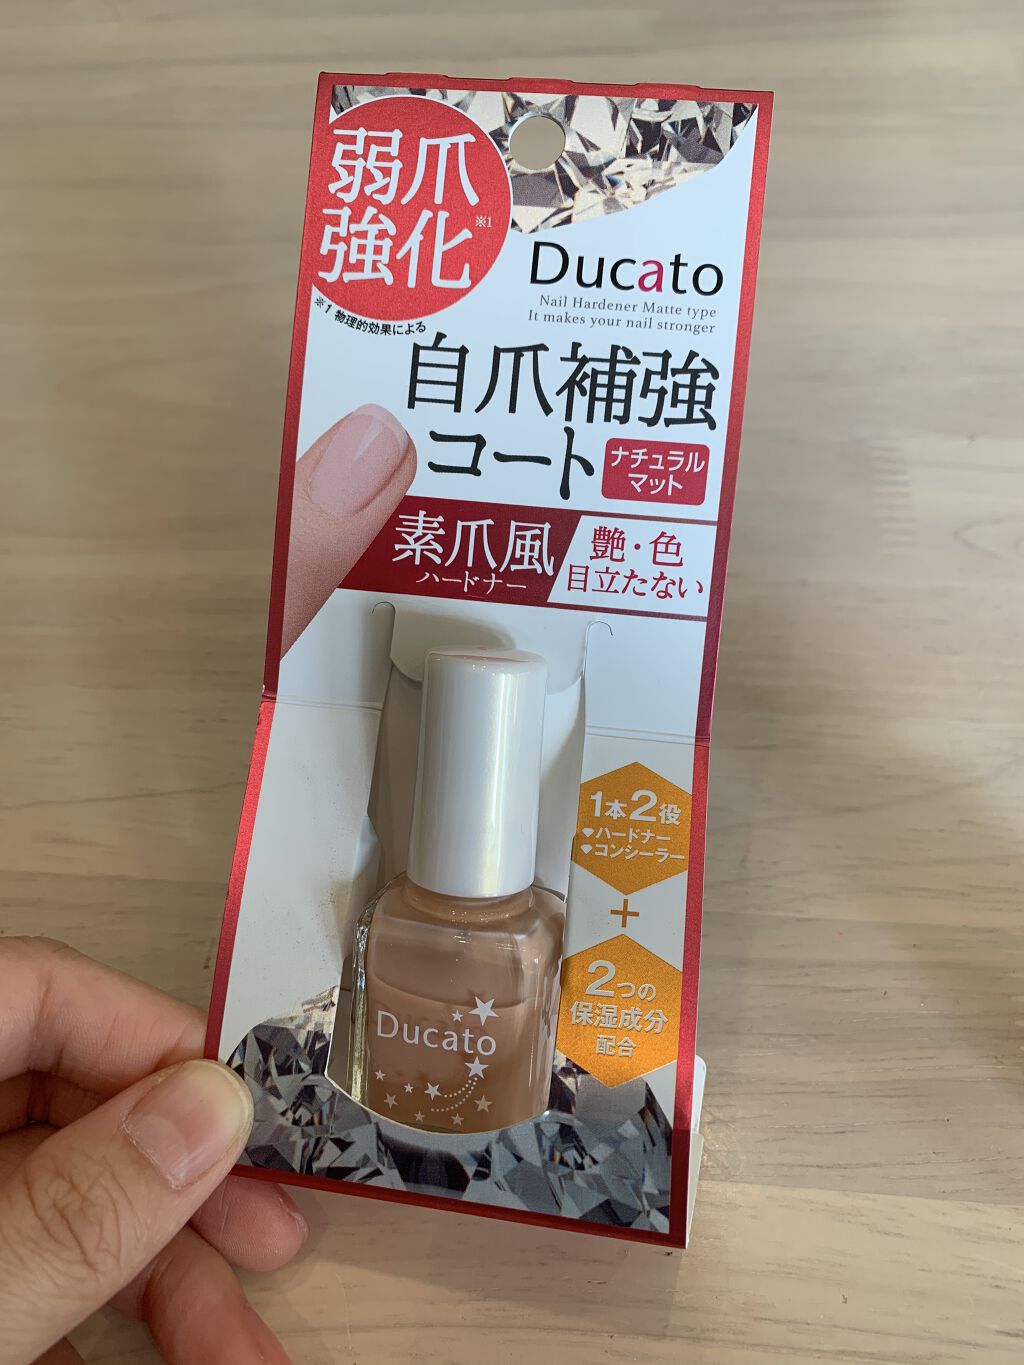 弱爪
強化※1
※1 物理的効果による
Ducato
Nail Hardener Matte type
It makes your nail stronger
自爪補強
コート
ナチュラル
マット
素爪風
ハードナー
艶・色
目立たない
1本2役
ハードナー
コンシーラー
+
2つの
保湿成分
配合
Ducato